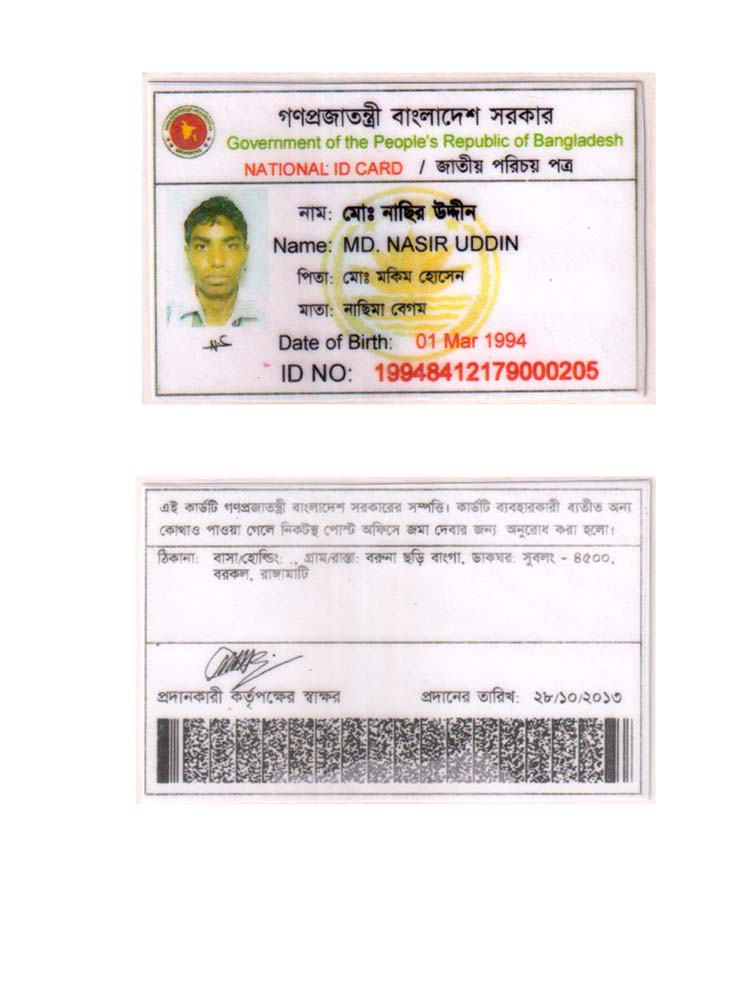 গণপ্রজাতন্ত্রী বাংলাদেশ সরকার
Government of the People's Republic of Bangladesh
NATIONAL ID CARD / জাতীয় পরিচয় পত্র
নাম: মোঃ নাছির উদ্দীন
Name: MD. NASIR UDDIN
পিতা: মোঃ মকিম হোসেন
মাতা: নাছিমা বেগম
Date of Birth: 01 Mar 1994
ID NO: 19948412179000205
এই কার্ডটি গণপ্রজাতন্ত্রী বাংলাদেশ সরকারের সম্পত্তি। কার্ডটি ব্যবহারকারী ব্যতীত অন্য
কোথাও পাওয়া গেলে নিকটস্থ পোস্ট অফিসে জমা দেবার জন্য অনুরোধ করা হলো।
ঠিকানা: বাসা/হোল্ডিং: ., গ্রাম/রাস্তা: বরুনা ছড়ি বাংগা, ডাকঘর: সুবলং - ৪৫০০,
বরকল, রাঙ্গামাটি
প্রদানকারী কর্তৃপক্ষের স্বাক্ষর প্রদানের তারিখ: ২৮/১০/২০১৩